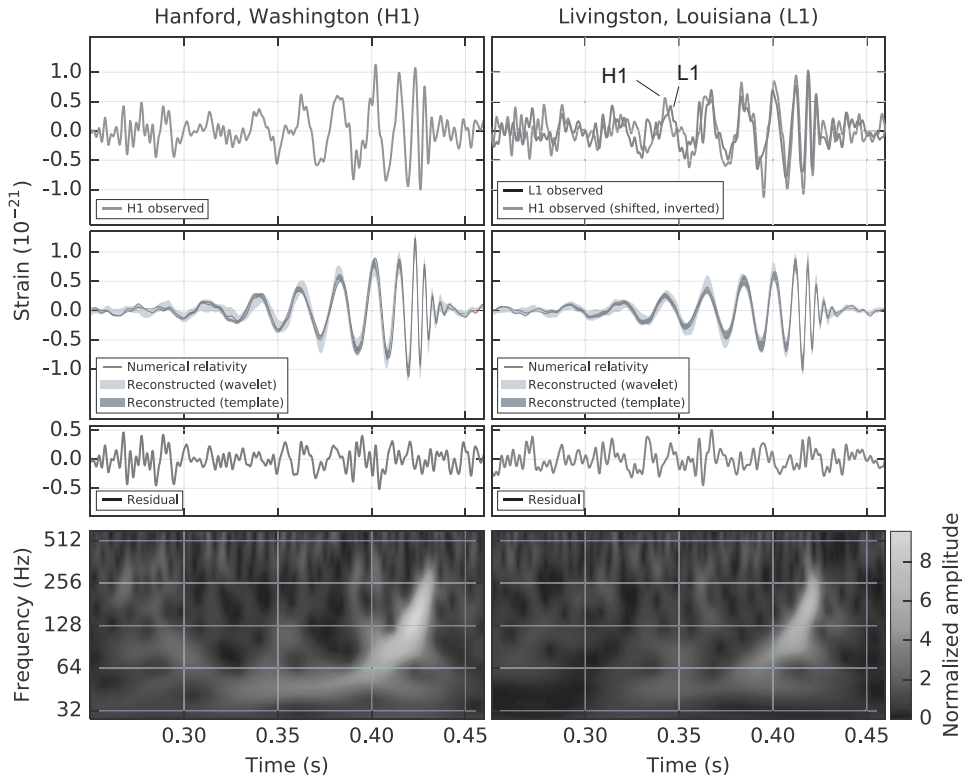 Hanford, Washington (H1)
Livingston, Louisiana (L1)
Strain (10⁻²¹)
1.0
0.5
0.0
-0.5
-1.0
H1 observed
H1
L1
L1 observed
H1 observed (shifted, inverted)
1.0
0.5
0.0
-0.5
-1.0
Numerical relativity
Reconstructed (wavelet)
Reconstructed (template)
Numerical relativity
Reconstructed (wavelet)
Reconstructed (template)
0.5
0.0
-0.5
Residual
Residual
Frequency (Hz)
512
256
128
64
32
0.30
0.35
0.40
0.45
Time (s)
0.30
0.35
0.40
0.45
Time (s)
8
6
4
2
0
Normalized amplitude